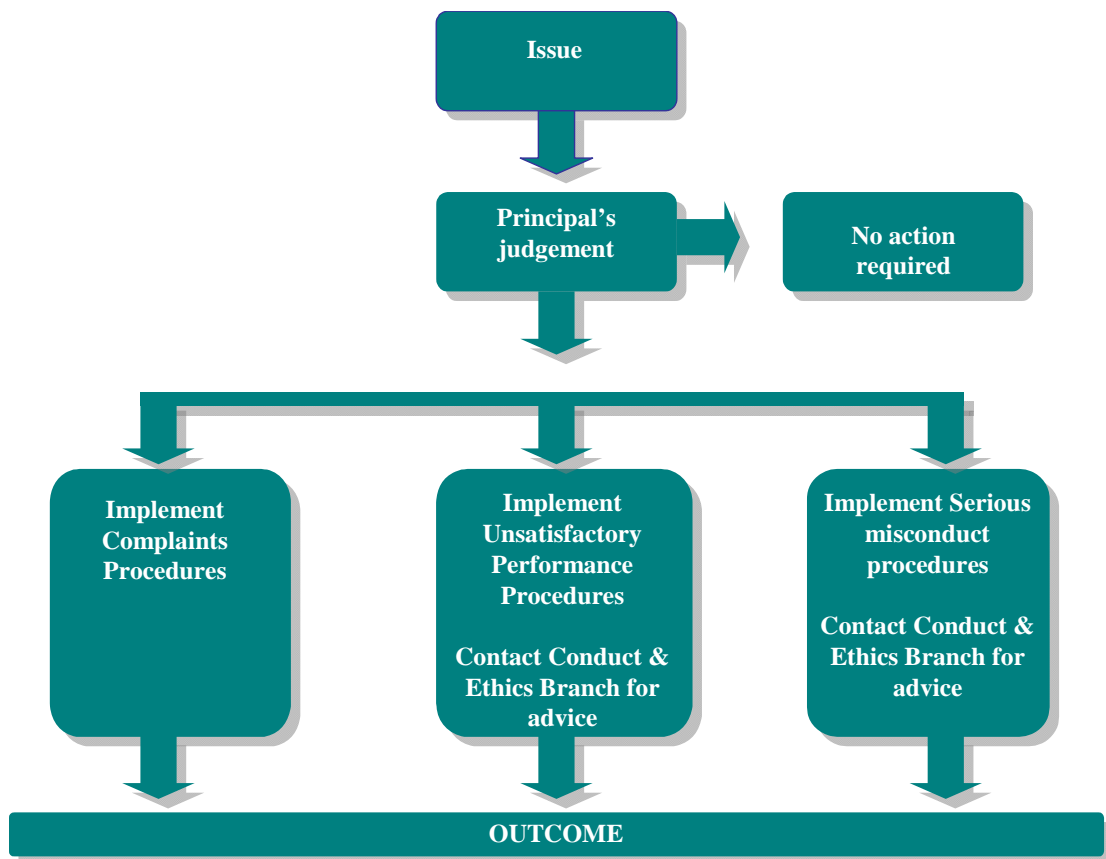 Issue
Principal's
judgement
No action
required
Implement
Complaints
Procedures
Implement
Unsatisfactory
Performance
Procedures
Contact Conduct &
Ethics Branch for
advice
Implement Serious
misconduct
procedures
Contact Conduct &
Ethics Branch for
advice
OUTCOME